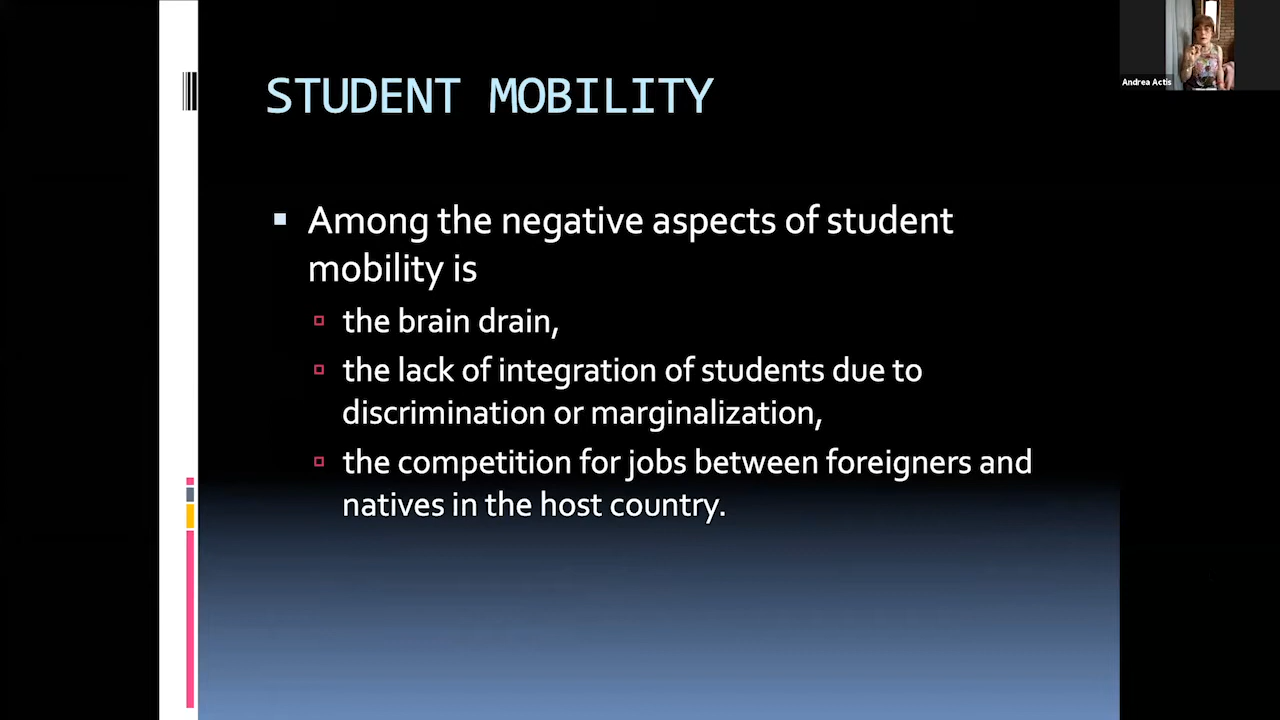 STUDENT MOBILITY
Among the negative aspects of student
mobility is
the brain drain,
the lack of integration of students due to
discrimination or marginalization,
the competition for jobs between foreigners and
natives in the host country.
Andrea Actis